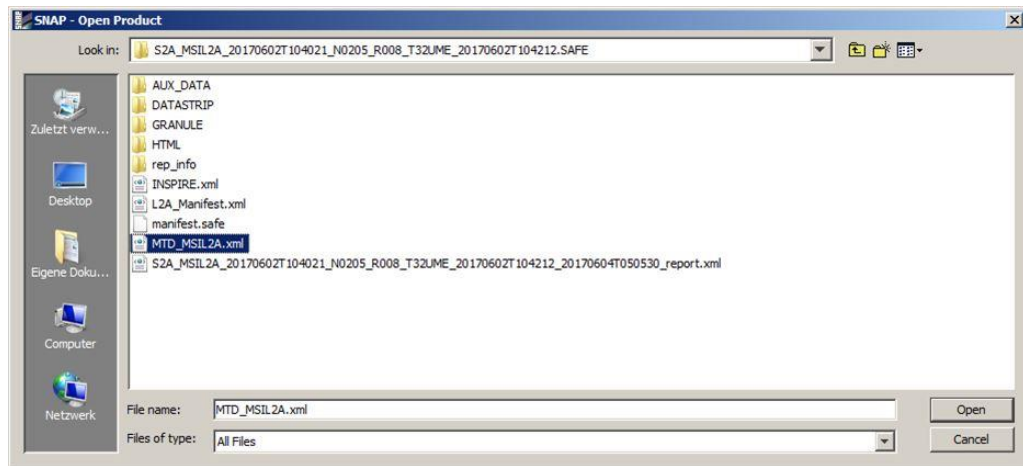 SNAP - Open Product
Look in: S2A_MSIL2A_20170602T104021_N0205_R008_T32UME_20170602T104212.SAFE
Zuletzt verw...
Desktop
Eigene Doku...
Computer
Netzwerk
AUX_DATA
DATASTRIP
GRANULE
HTML
rep_info
INSPIRE.xml
L2A_Manifest.xml
manifest.safe
MTD_MSIL2A.xml
S2A_MSIL2A_20170602T104021_N0205_R008_T32UME_20170602T104212_20170604T050530_report.xml
File name: MTD_MSIL2A.xml Open
Files of type: All Files Cancel